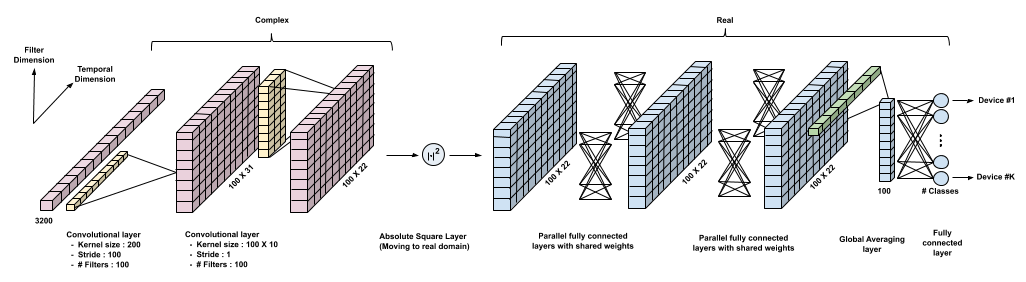 Complex
Real
Filter
Dimension
Temporal
Dimension
3200
100 X 31
100 X 22
|·|²
100 X 22
100 X 22
100 X 22
100
# Classes
Device #1
Device #K
Convolutional layer
- Kernel size : 200
- Stride : 100
- # Filters : 100
Convolutional layer
- Kernel size : 100 X 10
- Stride : 1
- # Filters : 100
Absolute Square Layer
(Moving to real domain)
Parallel fully connected
layers with shared weights
Parallel fully connected
layers with shared weights
Global Averaging
layer
Fully
connected
layer